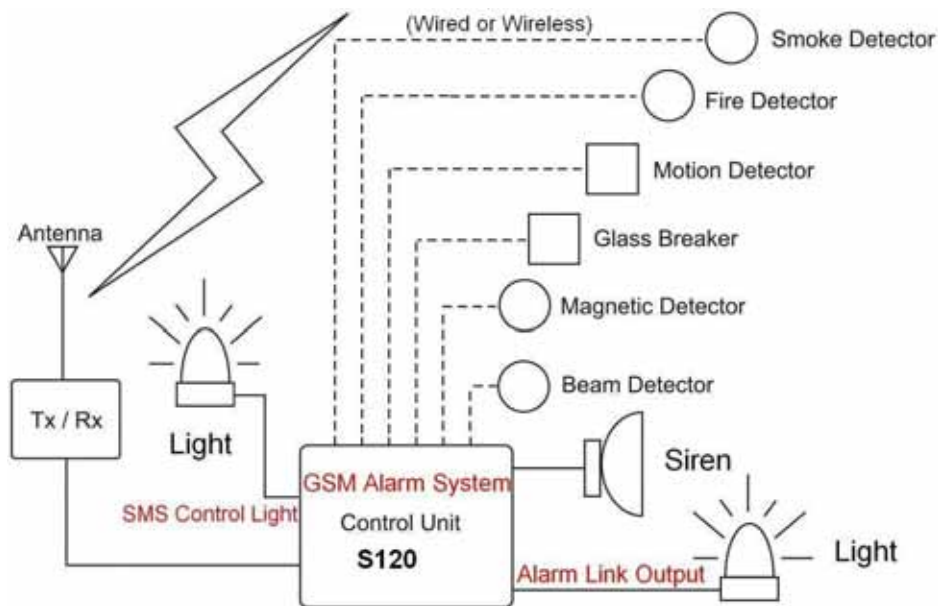 (Wired or Wireless)
Smoke Detector
Fire Detector
Motion Detector
Glass Breaker
Magnetic Detector
Beam Detector
Antenna
Tx / Rx
Light
SMS Control Light
GSM Alarm System
Control Unit
S120
Siren
Alarm Link Output
Light